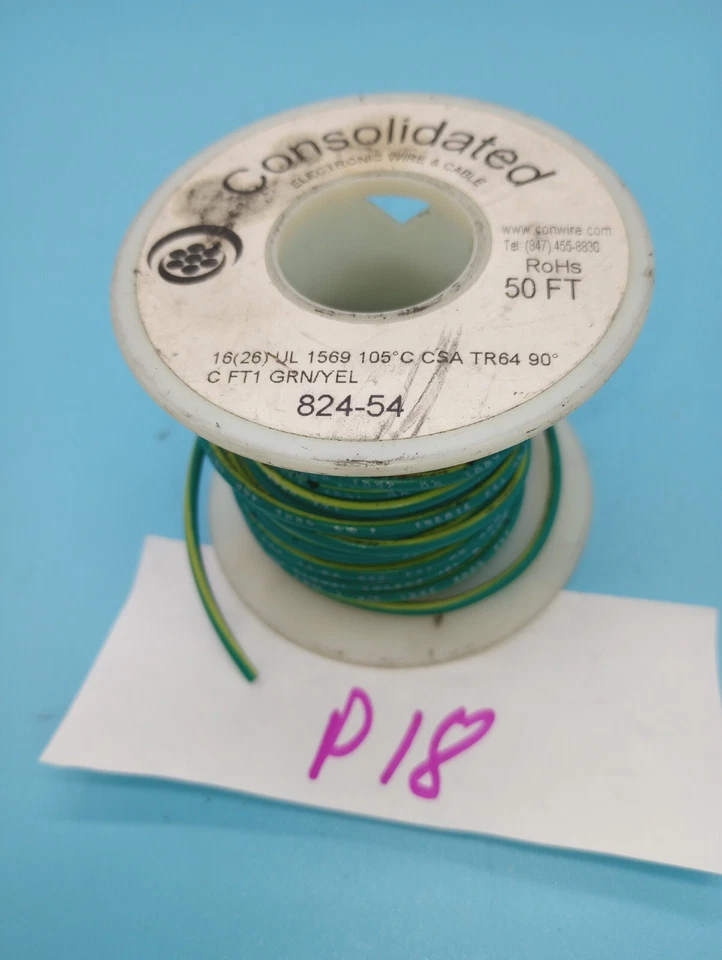 Consolidated
ELECTRONIC WIRE & CABLE
www.conwire.com
Tel: (847) 455-8830
RoHs
50 FT
16(26) UL 1569 105°C CSA TR64 90°
C FT1 GRN/YEL
824-54
P18